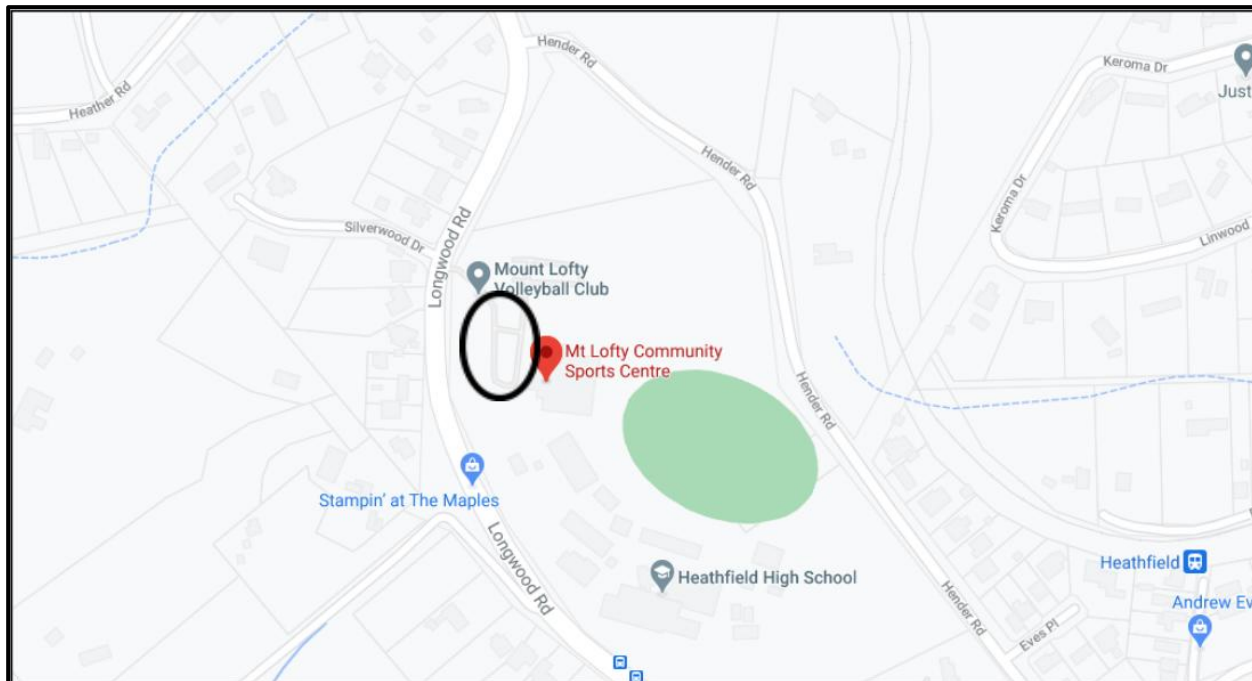 Hender Rd
Keroma Dr
Just
Heather Rd
Hender Rd
Keroma Dr
Linwood
Silverwood Dr
Longwood Rd
Mount Lofty
Volleyball Club
Mt Lofty Community
Sports Centre
Hender Rd
Stampin' at The Maples
Longwood Rd
Heathfield High School
Heathfield
Hender Rd
Andrew Ev
Eves Pl